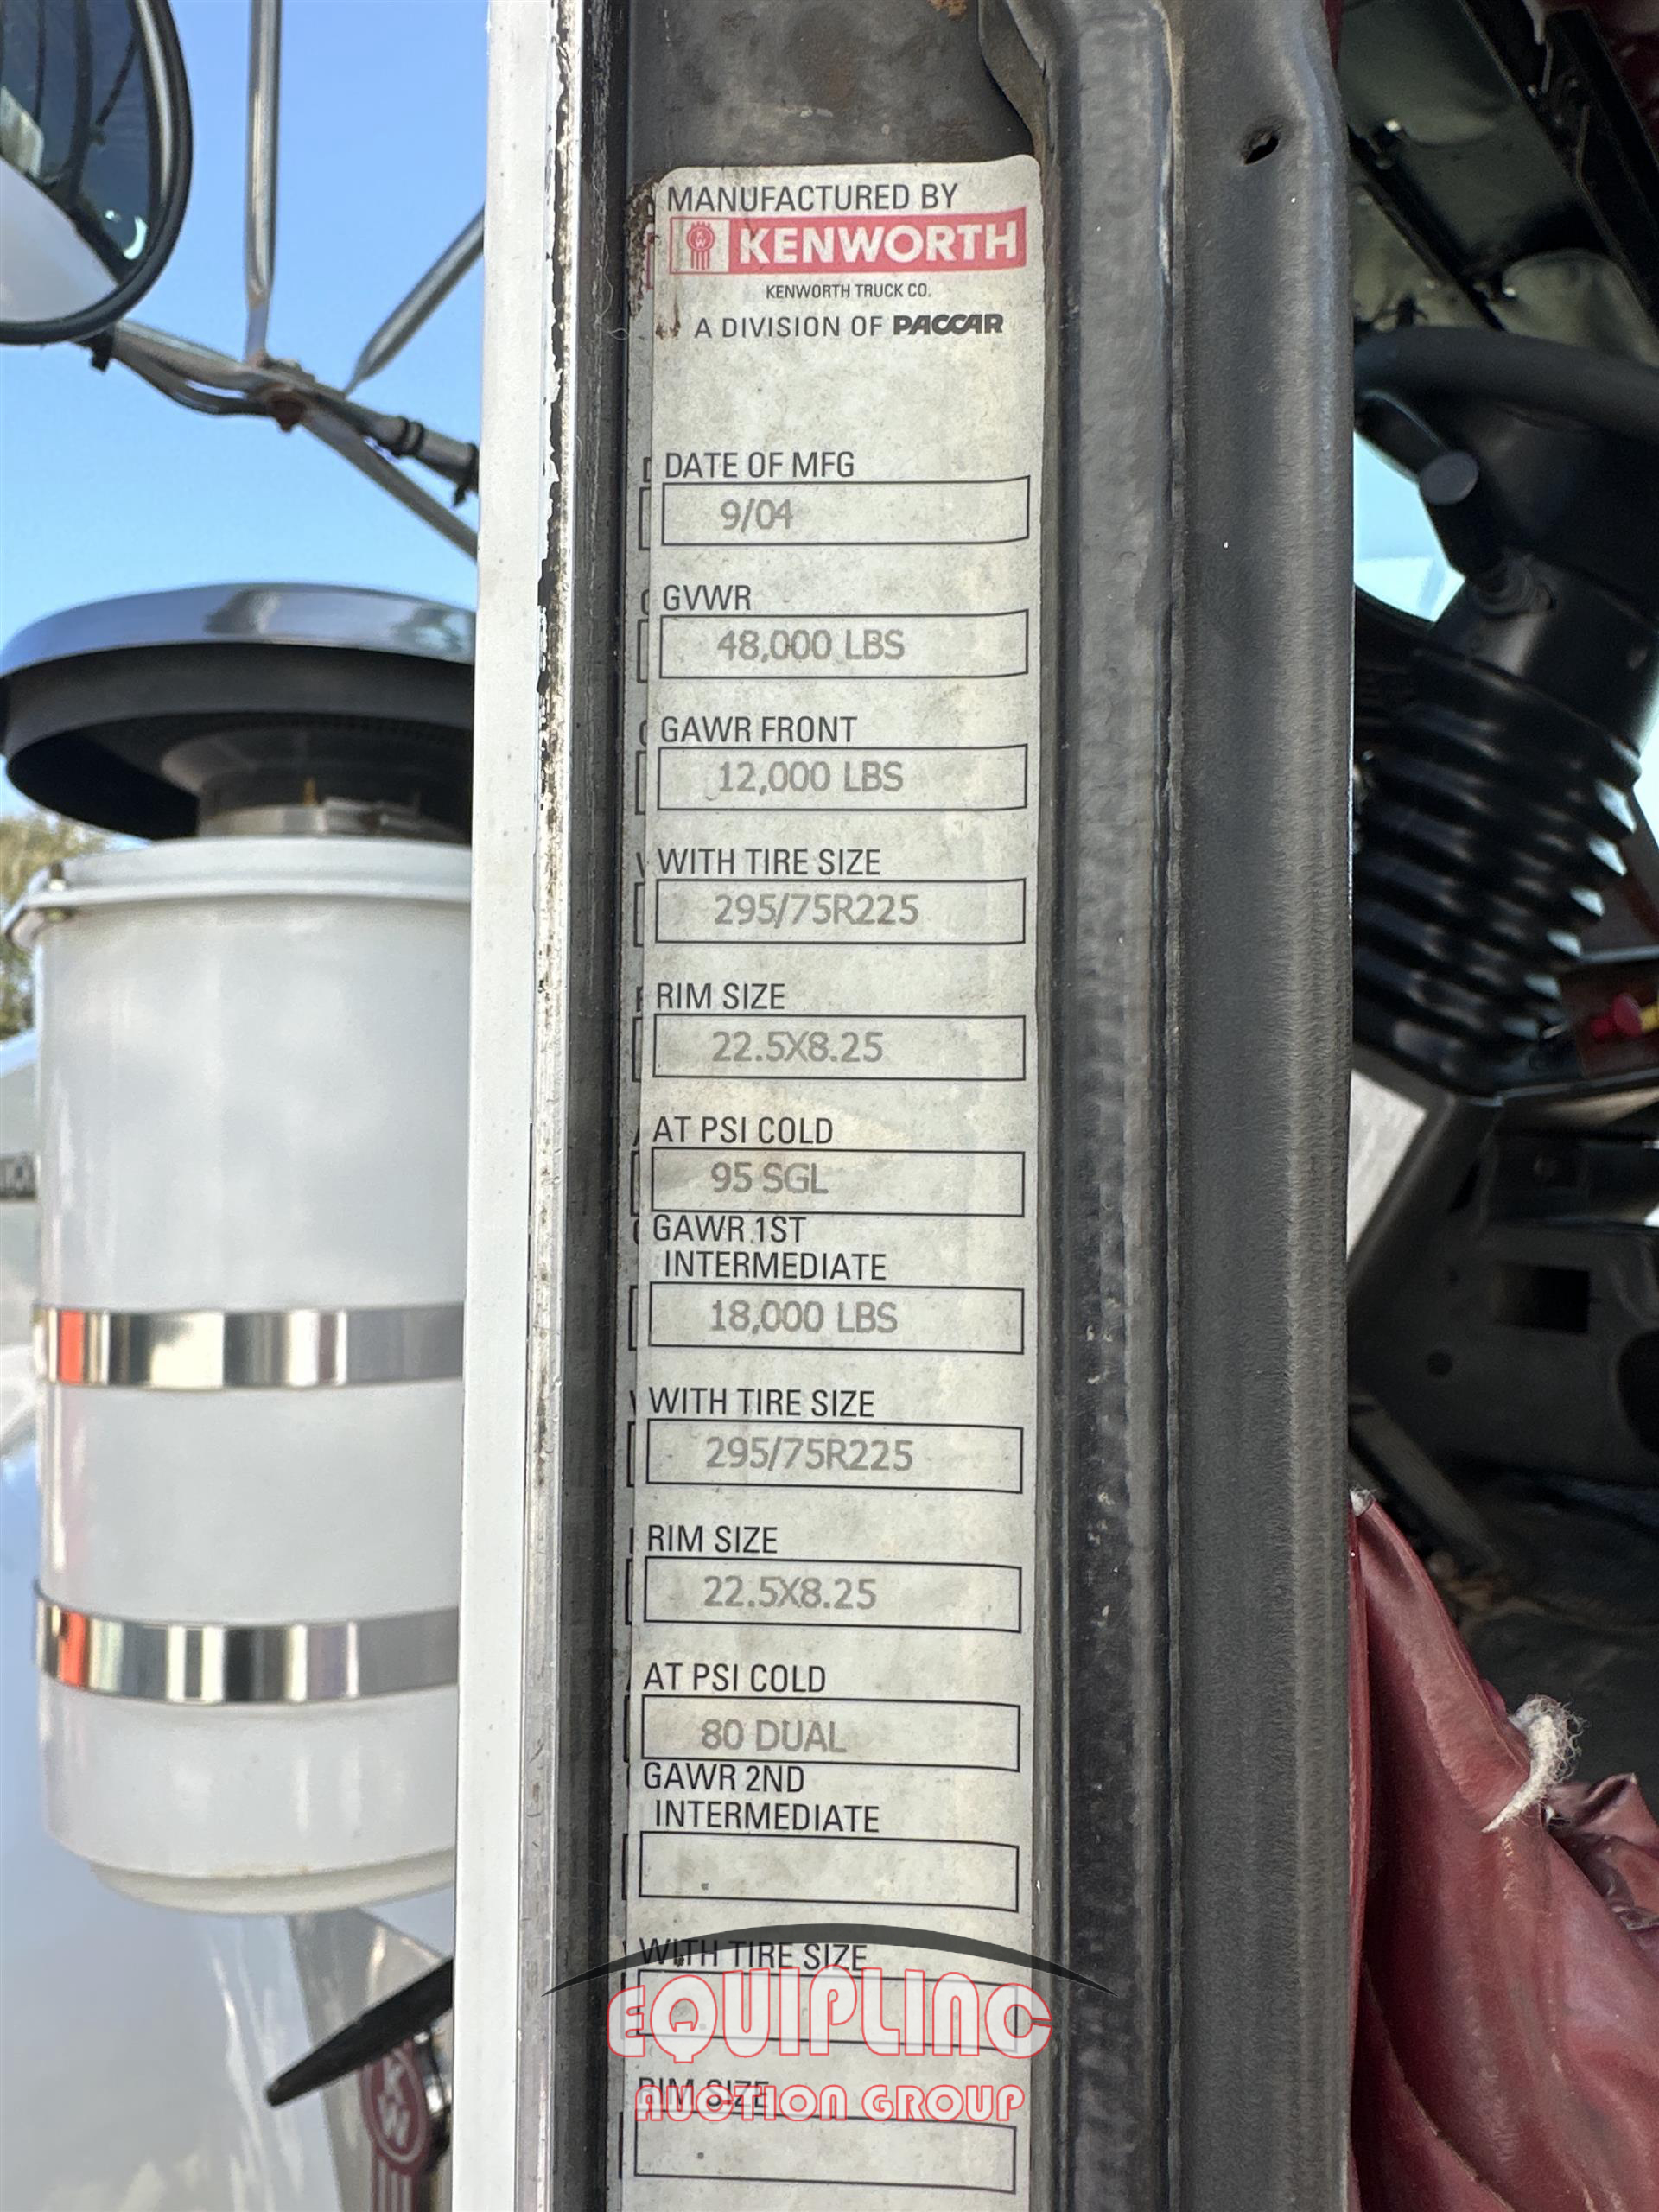 MANUFACTURED BY
KW KENWORTH
KENWORTH TRUCK CO.
A DIVISION OF PACCAR
DATE OF MFG
9/04
GVWR
48,000 LBS
GAWR FRONT
12,000 LBS
WITH TIRE SIZE
295/75R225
RIM SIZE
22.5X8.25
AT PSI COLD
95 SGL
GAWR 1ST
INTERMEDIATE
18,000 LBS
WITH TIRE SIZE
295/75R225
RIM SIZE
22.5X8.25
AT PSI COLD
80 DUAL
GAWR 2ND
INTERMEDIATE
WITH TIRE SIZE
EQUIPLINC
RIM SIZE
AUCTION GROUP
KW